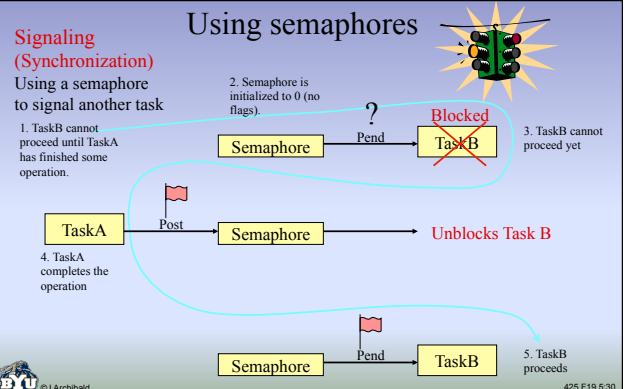 Using semaphores
Signaling
(Synchronization)
Using a semaphore
to signal another task
1. TaskB cannot
proceed until TaskA
has finished some
operation.
2. Semaphore is
initialized to 0 (no
flags).
?
Blocked
Semaphore
Pend
TaskB
3. TaskB cannot
proceed yet
TaskA
Post
Semaphore
Unblocks Task B
4. TaskA
completes the
operation
Semaphore
Pend
TaskB
5. TaskB
proceeds
BYU
© J Archibald
425 F19 5:30